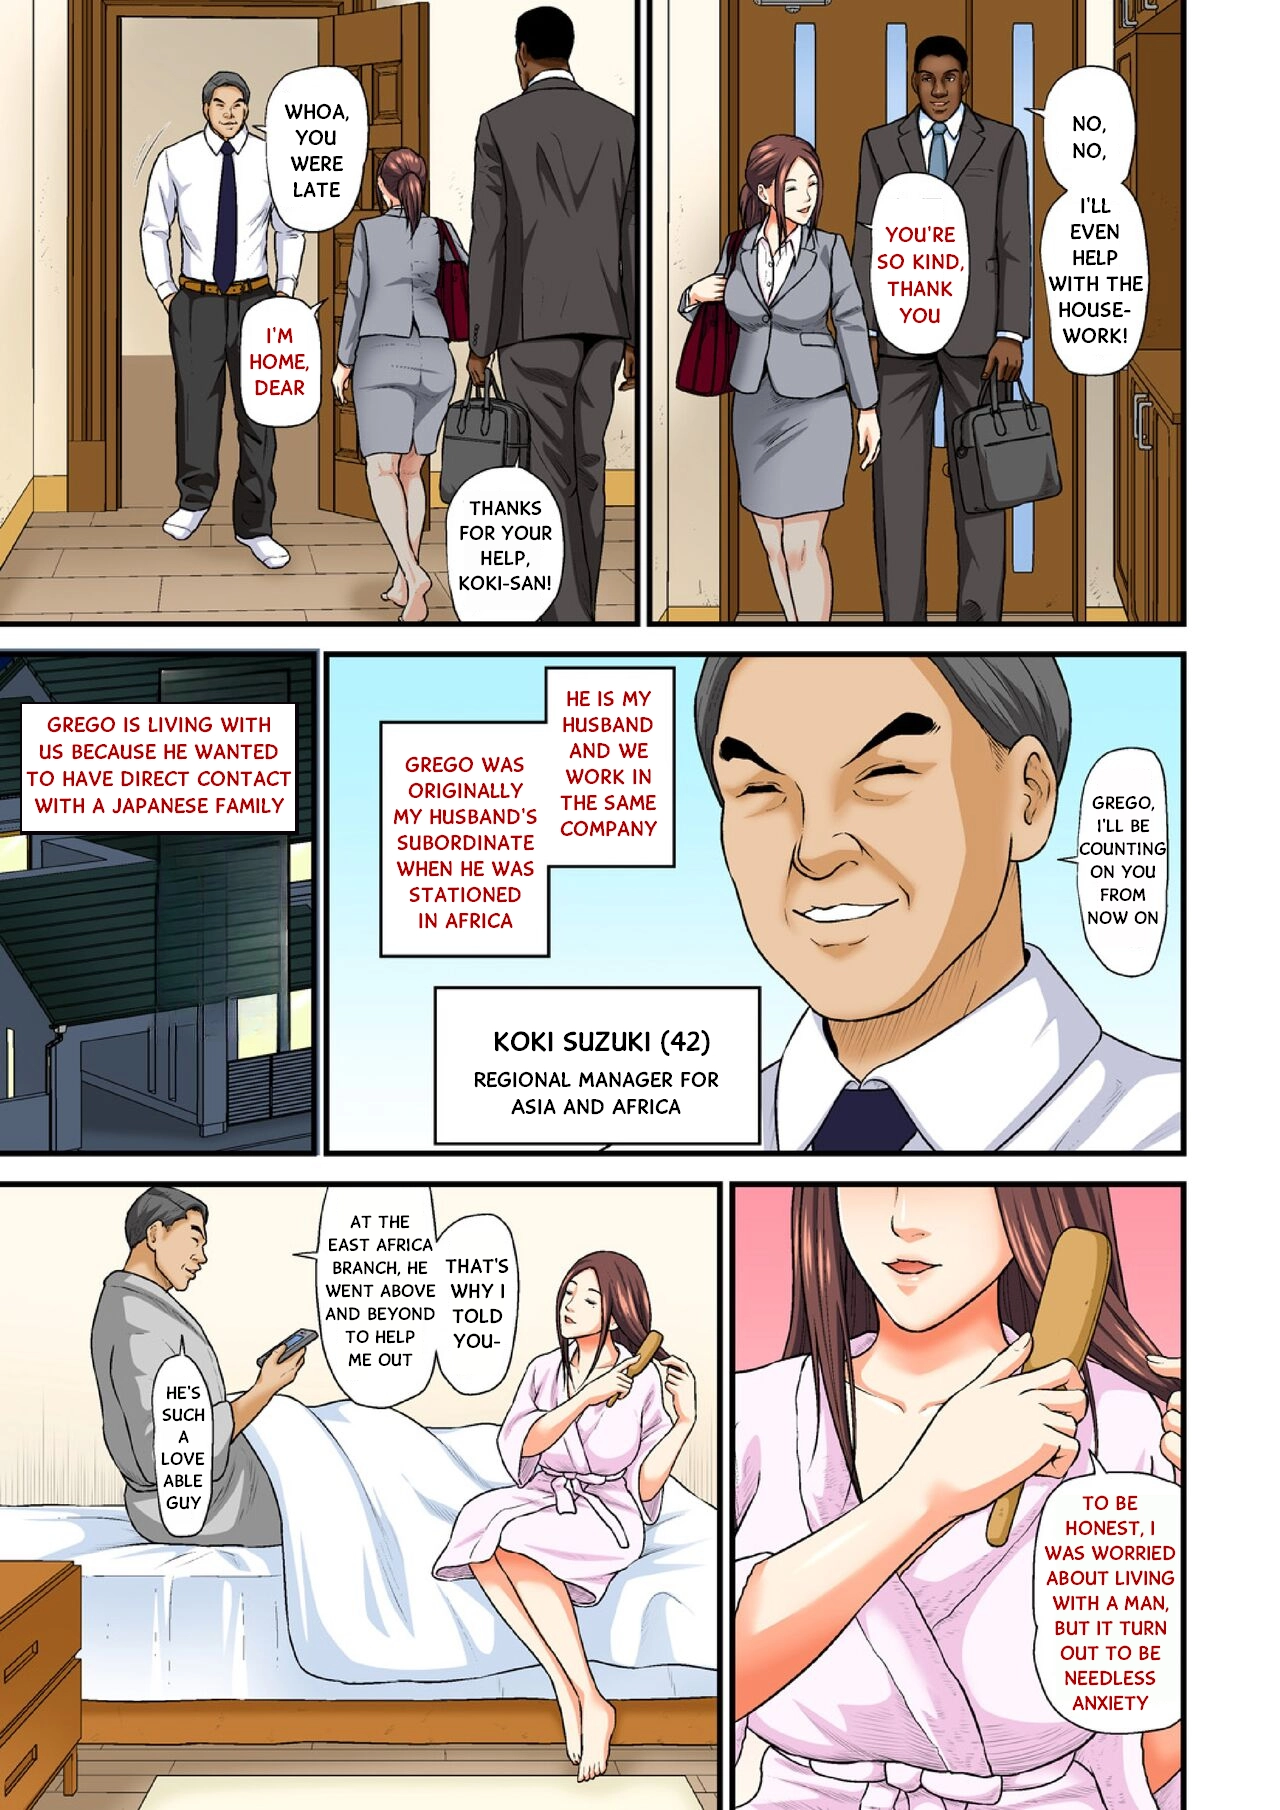 NO,
NO,
I'LL
EVEN
HELP
WITH THE
HOUSE-
WORK!
YOU'RE
SO KIND,
THANK
YOU
WHOA,
YOU
WERE
LATE
I'M
HOME,
DEAR
THANKS
FOR YOUR
HELP,
KOKI-SAN!
GREGO,
I'LL BE
COUNTING
ON YOU
FROM
NOW ON
HE IS MY
HUSBAND
AND WE
WORK IN
THE SAME
COMPANY
GREGO WAS
ORIGINALLY
MY HUSBAND'S
SUBORDINATE
WHEN HE WAS
STATIONED
IN AFRICA
KOKI SUZUKI (42)
REGIONAL MANAGER FOR
ASIA AND AFRICA
GREGO IS LIVING WITH
US BECAUSE HE WANTED
TO HAVE DIRECT CONTACT
WITH A JAPANESE FAMILY
TO BE
HONEST, I
WAS WORRIED
ABOUT LIVING
WITH A MAN,
BUT IT TURN
OUT TO BE
NEEDLESS
ANXIETY
THAT'S
WHY I
TOLD
YOU-
AT THE
EAST AFRICA
BRANCH, HE
WENT ABOVE
AND BEYOND
TO HELP
ME OUT
HE'S
SUCH
A
LOVE
ABLE
GUY